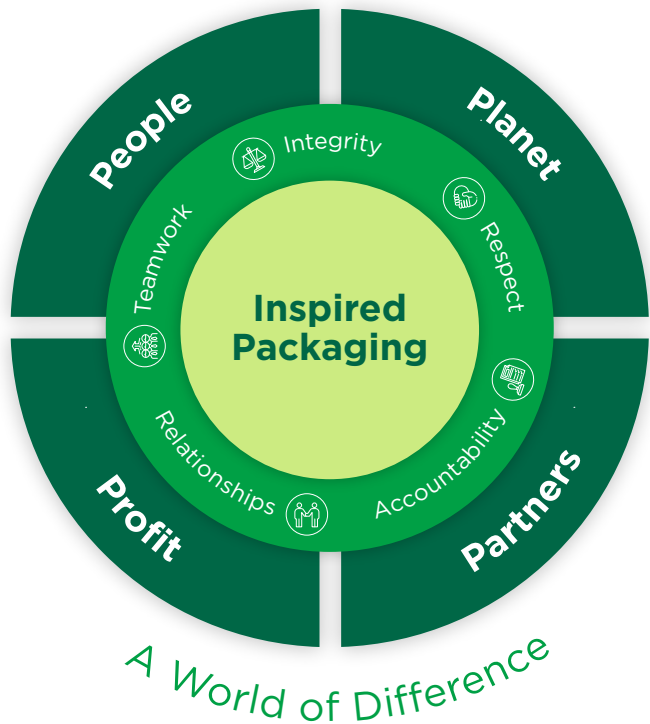 People
Planet
Integrity
Respect
Teamwork
Inspired
Packaging
Relationships
Accountability
Profit
Partners
A World of Difference